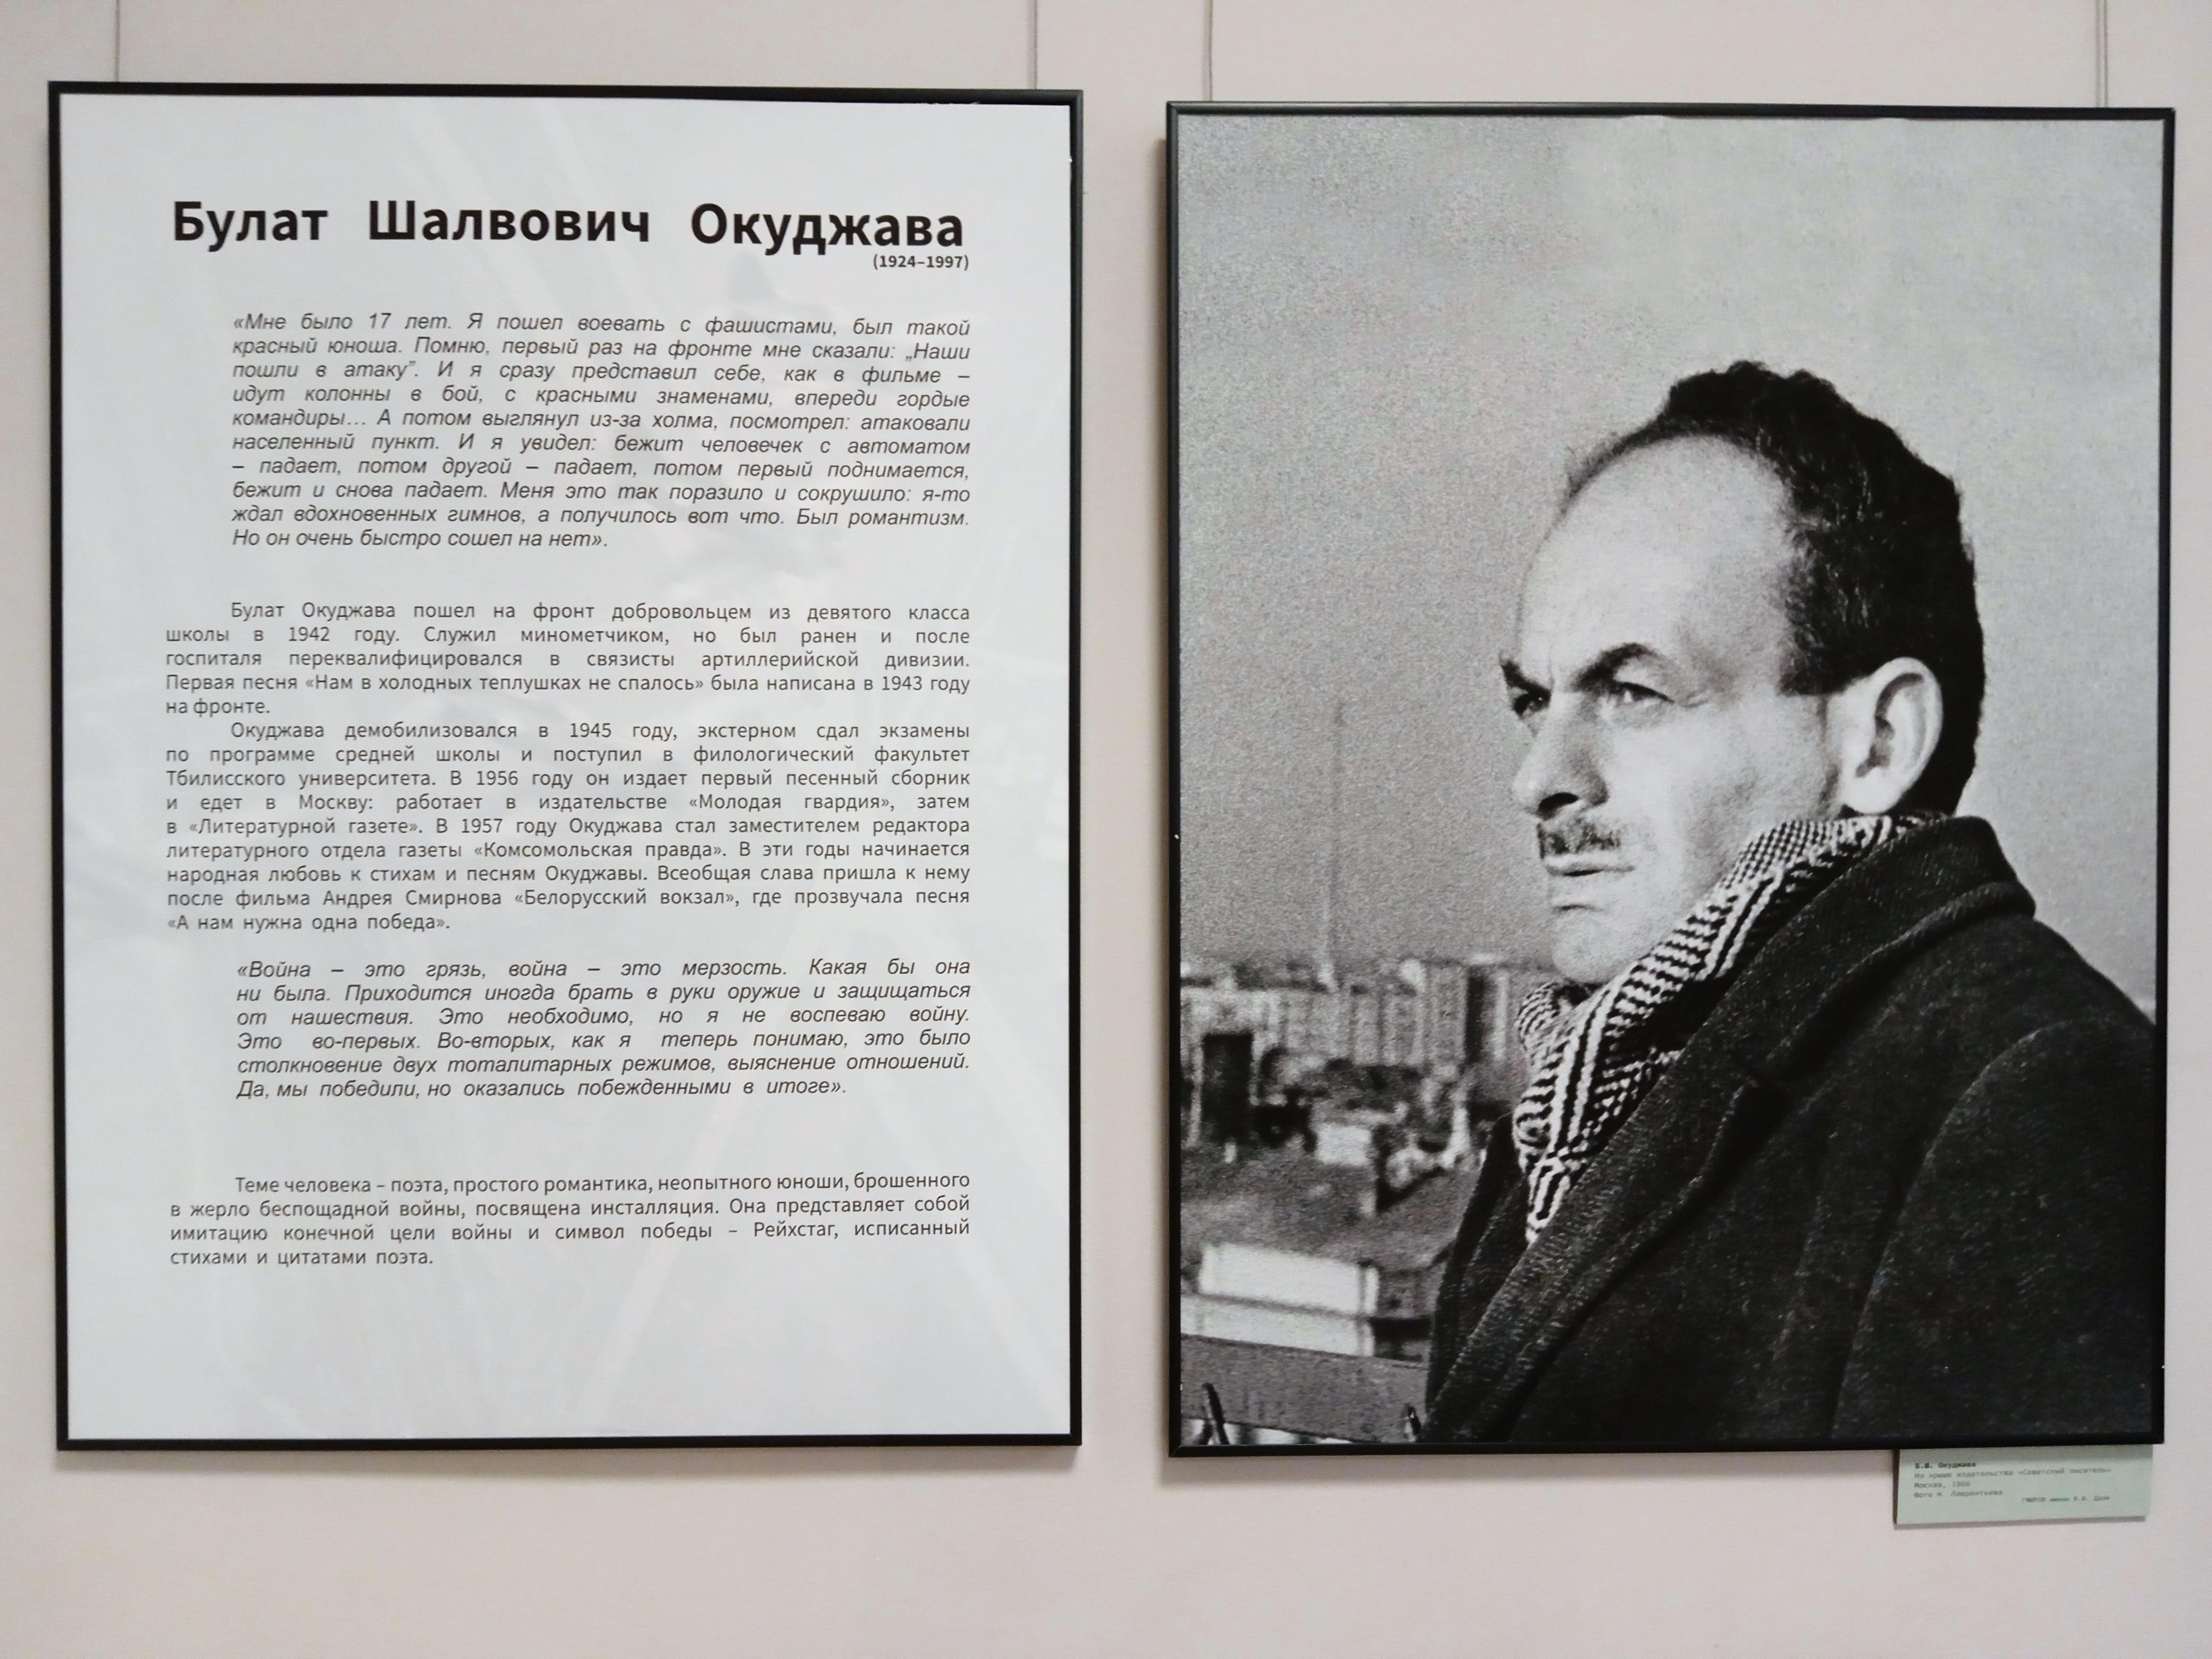 Булат Шалвович Окуджава
(1924–1997)
«Мне было 17 лет. Я пошел воевать с фашистами, был такой
красный юноша. Помню, первый раз на фронте мне сказали: „Наши
пошли в атаку”. И я сразу представил себе, как в фильме –
идут колонны в бой, с красными знаменами, впереди гордые
командиры... А потом выглянул из-за холма, посмотрел: атаковали
населенный пункт. И я увидел: бежит человечек с автоматом
– падает, потом другой – падает, потом первый поднимается,
бежит и снова падает. Меня это так поразило и сокрушило: я-то
ждал вдохновенных гимнов, а получилось вот что. Был романтизм.
Но он очень быстро сошел на нет».
Булат Окуджава пошел на фронт добровольцем из девятого класса
школы в 1942 году. Служил минометчиком, но был ранен и после
госпиталя переквалифицировался в связисты артиллерийской дивизии.
Первая песня «Нам в холодных теплушках не спалось» была написана в 1943 году
на фронте.
Окуджава демобилизовался в 1945 году, экстерном сдал экзамены
по программе средней школы и поступил в филологический факультет
Тбилисского университета. В 1956 году он издает первый песенный сборник
и едет в Москву: работает в издательстве «Молодая гвардия», затем
в «Литературной газете». В 1957 году Окуджава стал заместителем редактора
литературного отдела газеты «Комсомольская правда». В эти годы начинается
народная любовь к стихам и песням Окуджавы. Всеобщая слава пришла к нему
после фильма Андрея Смирнова «Белорусский вокзал», где прозвучала песня
«А нам нужна одна победа».
«Война – это грязь, война – это мерзость. Какая бы она
ни была. Приходится иногда брать в руки оружие и защищаться
от нашествия. Это необходимо, но я не воспеваю войну.
Это во-первых. Во-вторых, как я теперь понимаю, это было
столкновение двух тоталитарных режимов, выяснение отношений.
Да, мы победили, но оказались побежденными в итоге».
Теме человека – поэта, простого романтика, неопытного юноши, брошенного
в жерло беспощадной войны, посвящена инсталляция. Она представляет собой
имитацию конечной цели войны и символ победы – Рейхстаг, исписанный
стихами и цитатами поэта.
Б.Ш. Окуджава
На крыше издательства «Советский писатель»
Москва,
Фото М. Лаврентьева
имени В.И. Даля